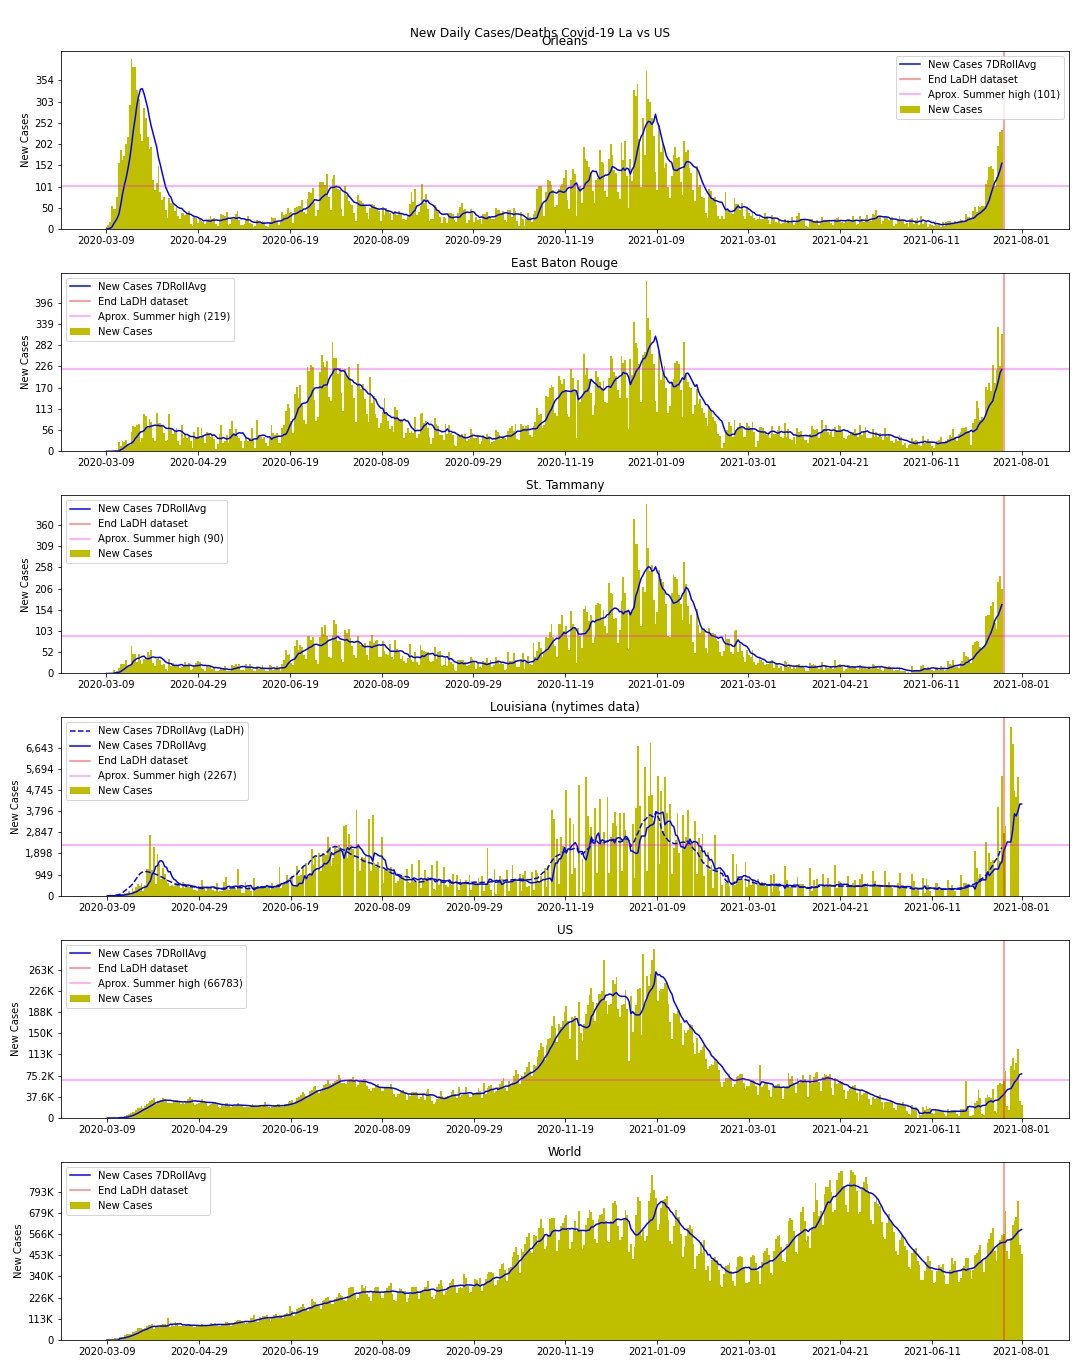 New Daily Cases/Deaths Covid-19 La vs US
Orleans
New Cases
354
303
252
202
152
101
50
0
New Cases 7DRollAvg
End LaDH dataset
Aprox. Summer high (101)
New Cases
2020-03-09 2020-04-29 2020-06-19 2020-08-09 2020-09-29 2020-11-19 2021-01-09 2021-03-01 2021-04-21 2021-06-11 2021-08-01
East Baton Rouge
New Cases
396
339
282
226
170
113
56
0
New Cases 7DRollAvg
End LaDH dataset
Aprox. Summer high (219)
New Cases
2020-03-09 2020-04-29 2020-06-19 2020-08-09 2020-09-29 2020-11-19 2021-01-09 2021-03-01 2021-04-21 2021-06-11 2021-08-01
St. Tammany
New Cases
360
309
258
206
154
103
52
0
New Cases 7DRollAvg
End LaDH dataset
Aprox. Summer high (90)
New Cases
2020-03-09 2020-04-29 2020-06-19 2020-08-09 2020-09-29 2020-11-19 2021-01-09 2021-03-01 2021-04-21 2021-06-11 2021-08-01
Louisiana (nytimes data)
New Cases
6,643
5,694
4,745
3,796
2,847
1,898
949
0
New Cases 7DRollAvg (LaDH)
New Cases 7DRollAvg
End LaDH dataset
Aprox. Summer high (2267)
New Cases
2020-03-09 2020-04-29 2020-06-19 2020-08-09 2020-09-29 2020-11-19 2021-01-09 2021-03-01 2021-04-21 2021-06-11 2021-08-01
US
New Cases
263K
226K
188K
150K
113K
75.2K
37.6K
0
New Cases 7DRollAvg
End LaDH dataset
Aprox. Summer high (66783)
New Cases
2020-03-09 2020-04-29 2020-06-19 2020-08-09 2020-09-29 2020-11-19 2021-01-09 2021-03-01 2021-04-21 2021-06-11 2021-08-01
World
New Cases
793K
679K
566K
453K
340K
226K
113K
0
New Cases 7DRollAvg
End LaDH dataset
New Cases
2020-03-09 2020-04-29 2020-06-19 2020-08-09 2020-09-29 2020-11-19 2021-01-09 2021-03-01 2021-04-21 2021-06-11 2021-08-01